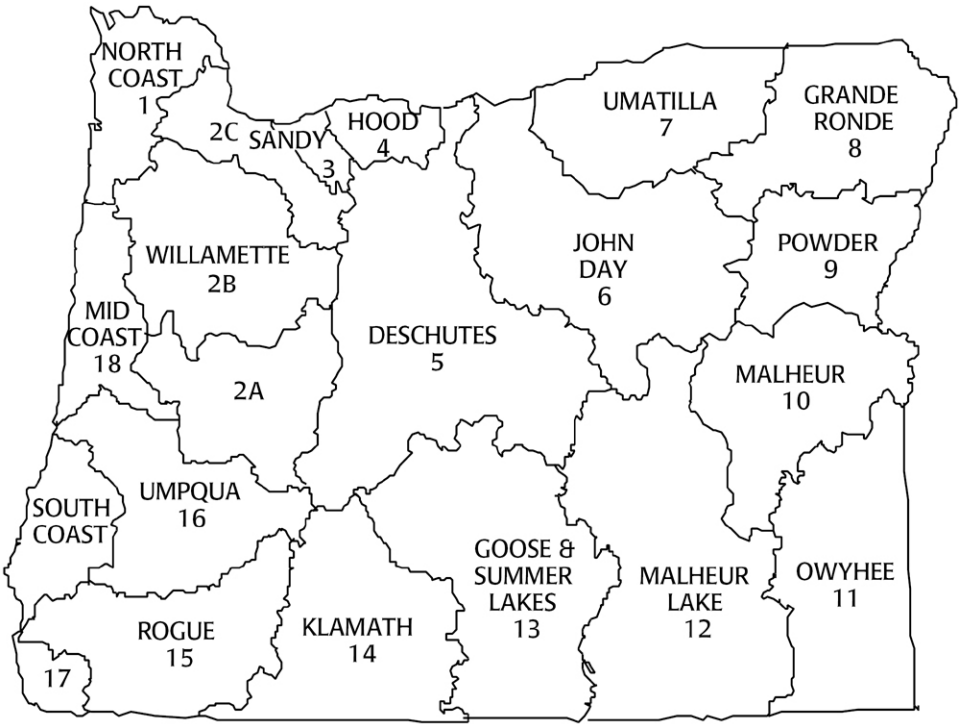 NORTH
COAST
1
2C
SANDY
3
HOOD
4
UMATILLA
7
GRANDE
RONDE
8
WILLAMETTE
2B
JOHN
DAY
6
POWDER
9
MID
COAST
18
DESCHUTES
5
2A
MALHEUR
10
SOUTH
COAST
UMPQUA
16
GOOSE &
SUMMER
LAKES
13
MALHEUR
LAKE
12
OWYHEE
11
ROGUE
15
KLAMATH
14
17